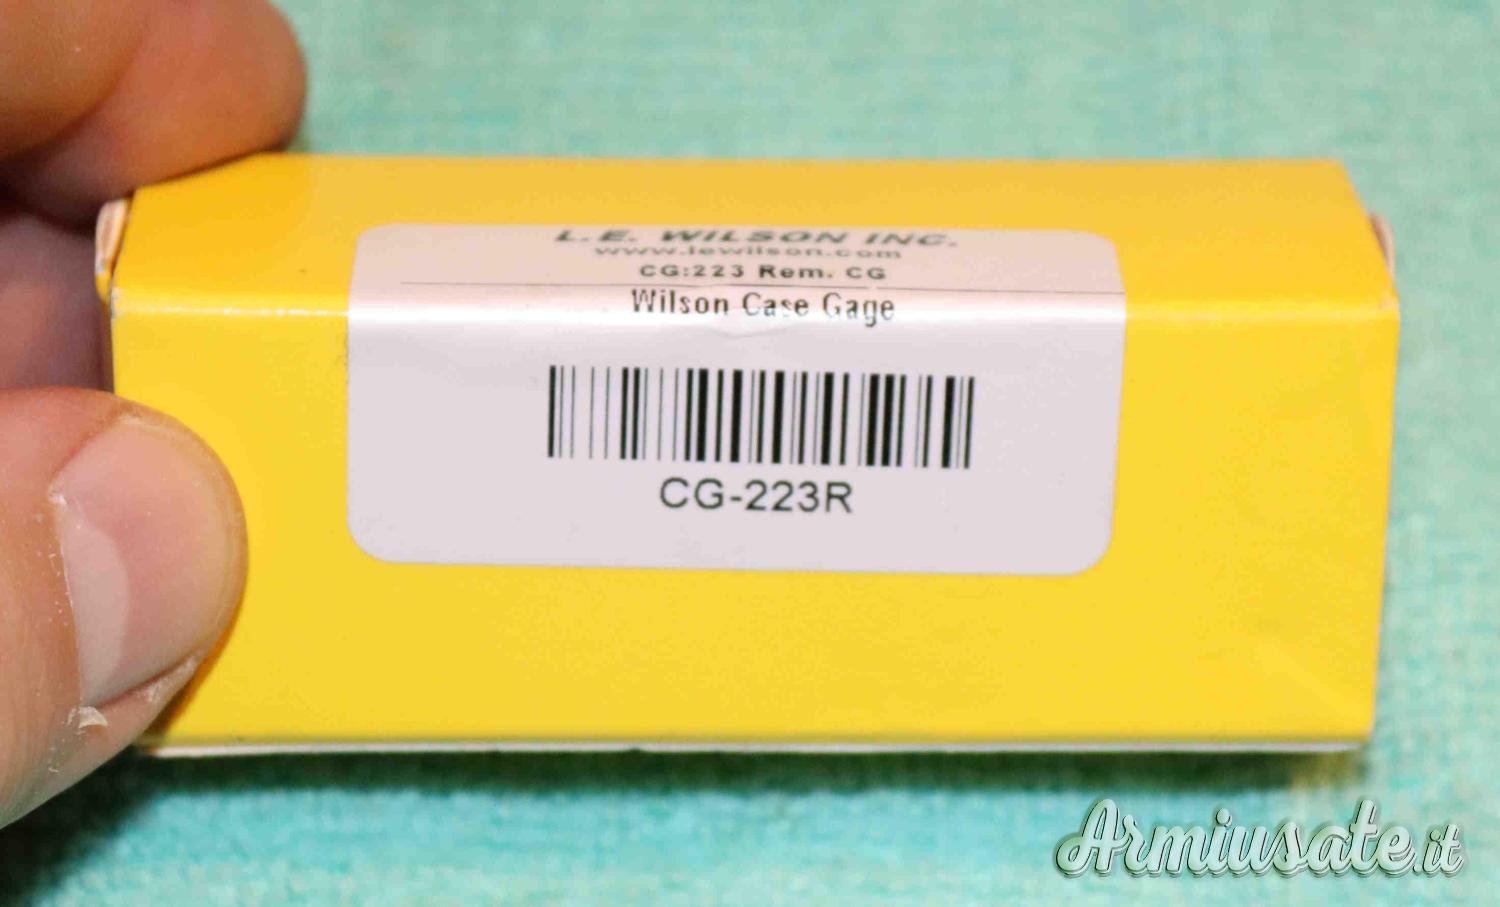 L.E. WILSON INC.
www.lewilson.com
CG:223 Rem. CG
Wilson Case Gage
CG-223R
Armiusate.it